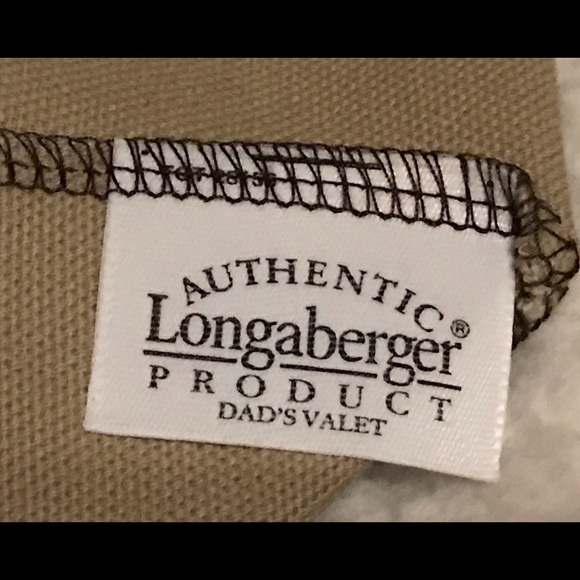 AUTHENTIC
Longaberger®
PRODUCT
DAD'S VALET